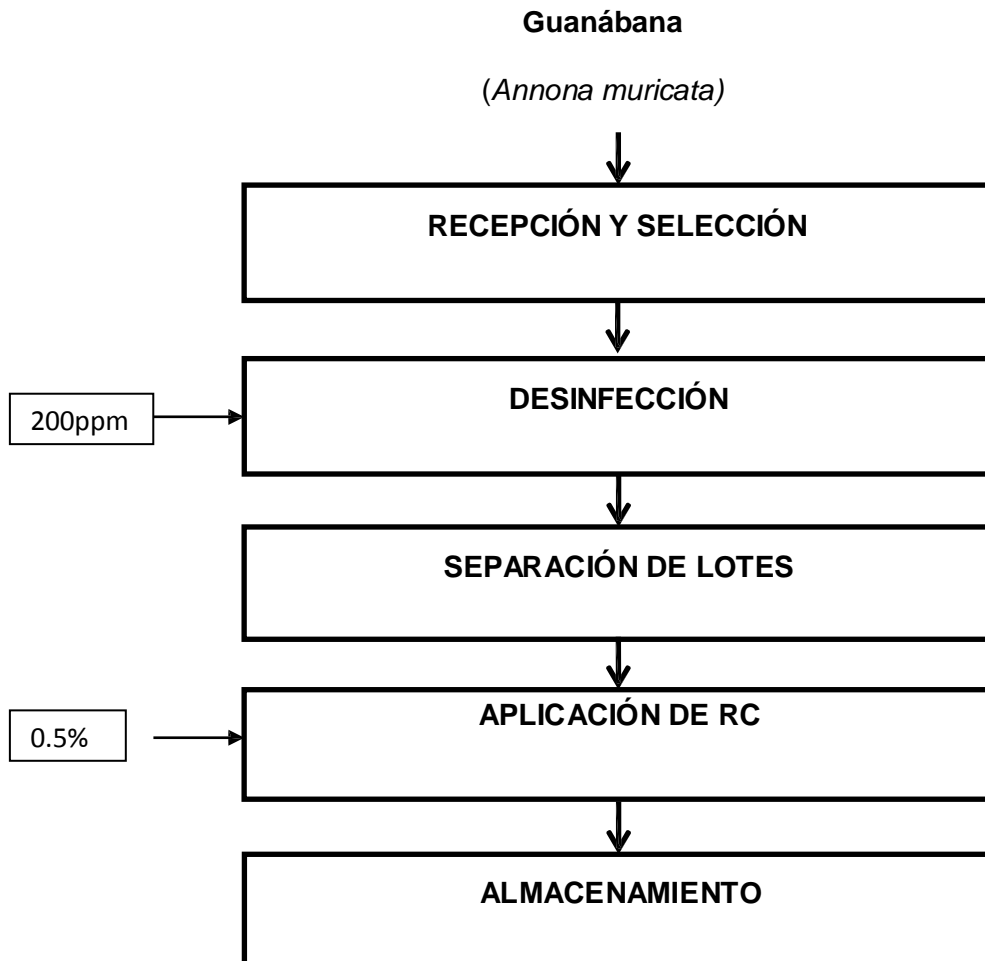 Guanábana
(Annona muricata)
RECEPCIÓN Y SELECCIÓN
DESINFECCIÓN
200ppm
SEPARACIÓN DE LOTES
APLICACIÓN DE RC
0.5%
ALMACENAMIENTO